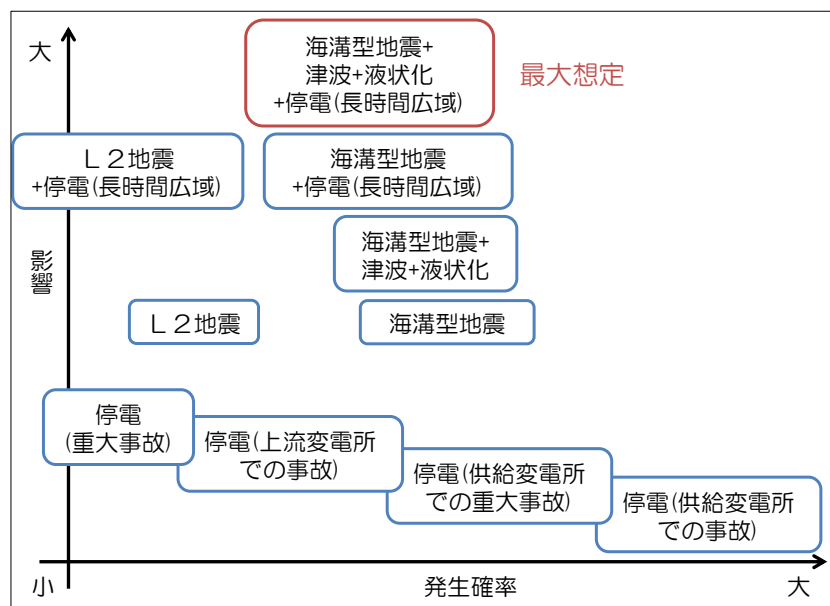 大
海溝型地震+
津波+液状化
+停電(長時間広域)
最大想定
Ｌ２地震
+停電(長時間広域)
海溝型地震
+停電(長時間広域)
海溝型地震+
津波+液状化
影響
Ｌ２地震
海溝型地震
停電
(重大事故)
停電(上流変電所
での事故)
停電(供給変電所
での重大事故)
停電(供給変電所
での事故)
小
発生確率
大